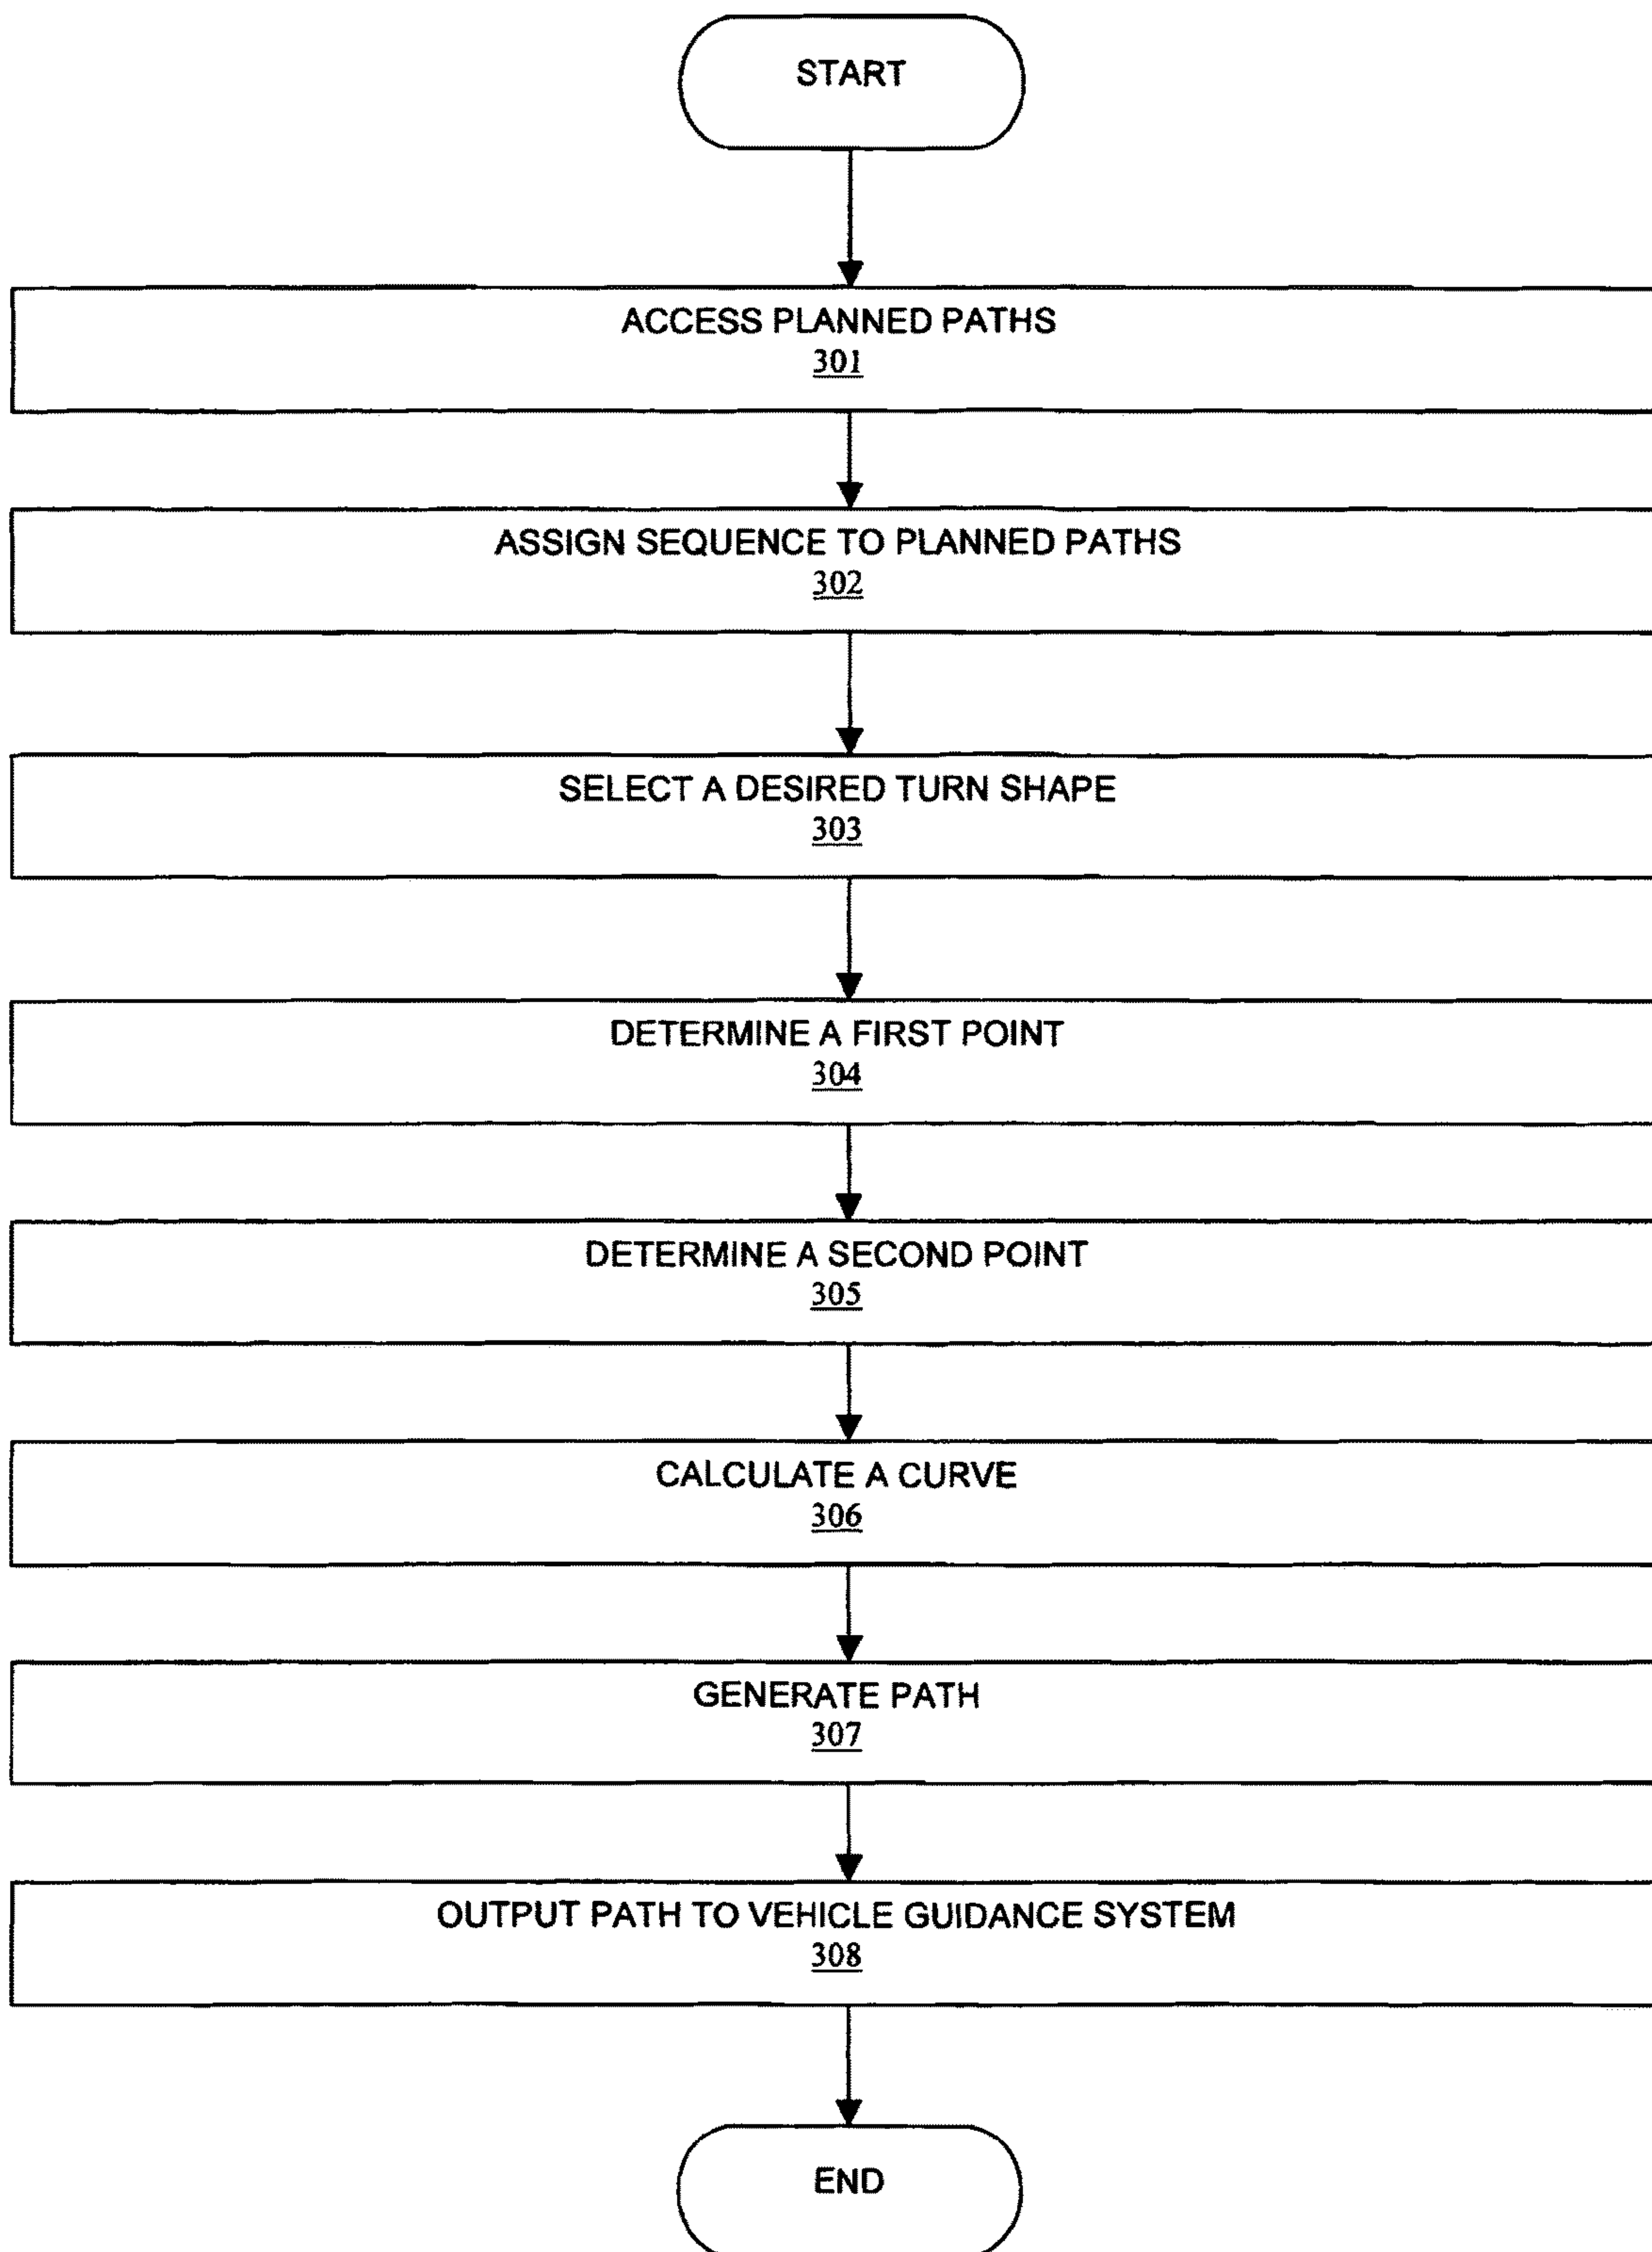 START
ACCESS PLANNED PATHS
301
ASSIGN SEQUENCE TO PLANNED PATHS
302
SELECT A DESIRED TURN SHAPE
303
DETERMINE A FIRST POINT
304
DETERMINE A SECOND POINT
305
CALCULATE A CURVE
306
GENERATE PATH
307
OUTPUT PATH TO VEHICLE GUIDANCE SYSTEM
308
END